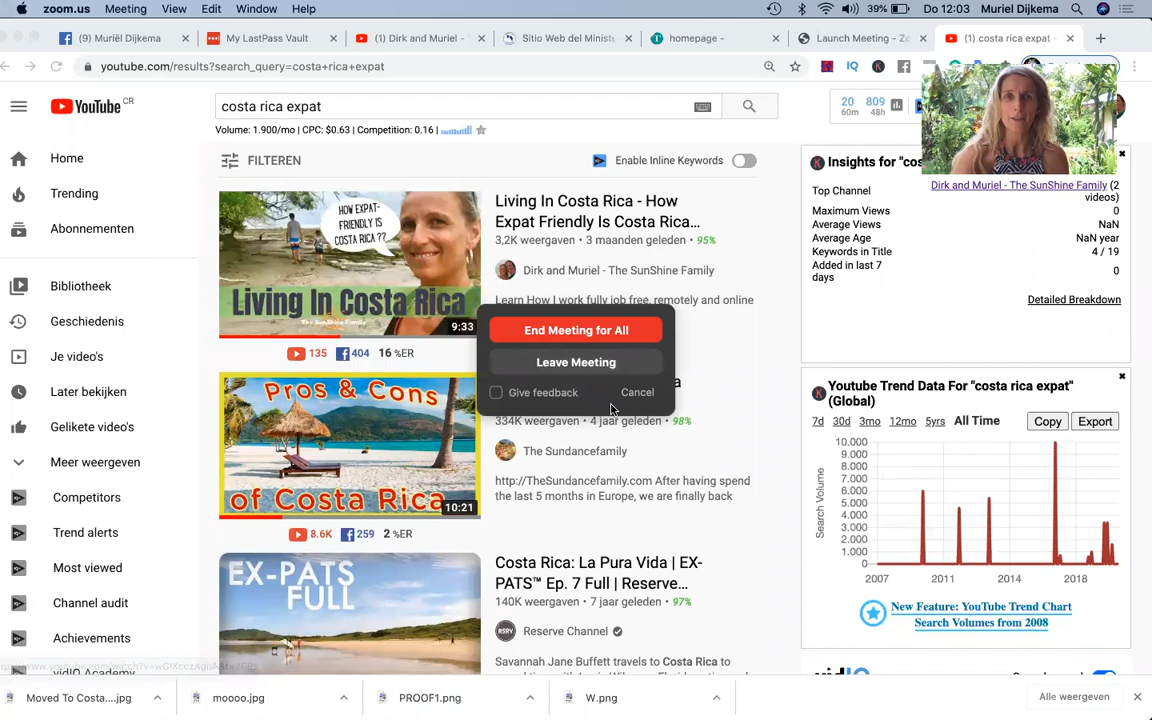 zoom.us Meeting View Edit Window Help 39% Do 12:03 Muriel Dijkema
(9) Muriël Dijkema × My LastPass Vault × (1) Dirk and Muriel - × Sitio Web del Minist × homepage - × Launch Meeting - Zo × (1) costa rica expat - × +
youtube.com/results?search_query=costa+rica+expat
YouTube CR
costa rica expat
20 809
60m 48h
Volume: 1.900/mo | CPC: $0.63 | Competition: 0.16 |
FILTEREN
Enable Inline Keywords
Home
Trending
Abonnementen
Bibliotheek
Geschiedenis
Je video's
Later bekijken
Gelikete video's
Meer weergeven
Competitors
Trend alerts
Most viewed
Channel audit
Achievements
vidIQ Academy
HOW EXPAT-
FRIENDLY IS
COSTA RICA ??
Living In Costa Rica
The SunShine Family
9:33
135 404 16 %ER
Living In Costa Rica - How
Expat Friendly Is Costa Rica...
3,2K weergaven • 3 maanden geleden • 95%
Dirk and Muriel - The SunShine Family
Learn How I work fully job free, remotely and online
End Meeting for All
Leave Meeting
Give feedback Cancel
Pros & Cons
of Costa Rica
10:21
8.6K 259 2 %ER
334K weergaven • 4 jaar geleden • 98%
The Sundancefamily
http://TheSundancefamily.com After having spend
the last 5 months in Europe, we are finally back
EX-PATS
FULL
Costa Rica: La Pura Vida | EX-
PATS™ Ep. 7 Full | Reserve...
140K weergaven • 7 jaar geleden • 97%
RSRV Reserve Channel
Savannah Jane Buffett travels to Costa Rica to
Insights for "cos
Top Channel Dirk and Muriel - The SunShine Family (2
videos)
Maximum Views 0
Average Views NaN
Average Age NaN year
Keywords in Title 4 / 19
Added in last 7
days 0
Detailed Breakdown
Youtube Trend Data For "costa rica expat"
(Global)
7d 30d 3mo 12mo 5yrs All Time Copy Export
Search Volume
10.000
9.000
8.000
7.000
6.000
5.000
4.000
3.000
2.000
1.000
0
2007 2011 2014 2018
New Feature: YouTube Trend Chart
Search Volumes from 2008
Moved To Costa....jpg moooo.jpg PROOF1.png W.png Alle weergeven